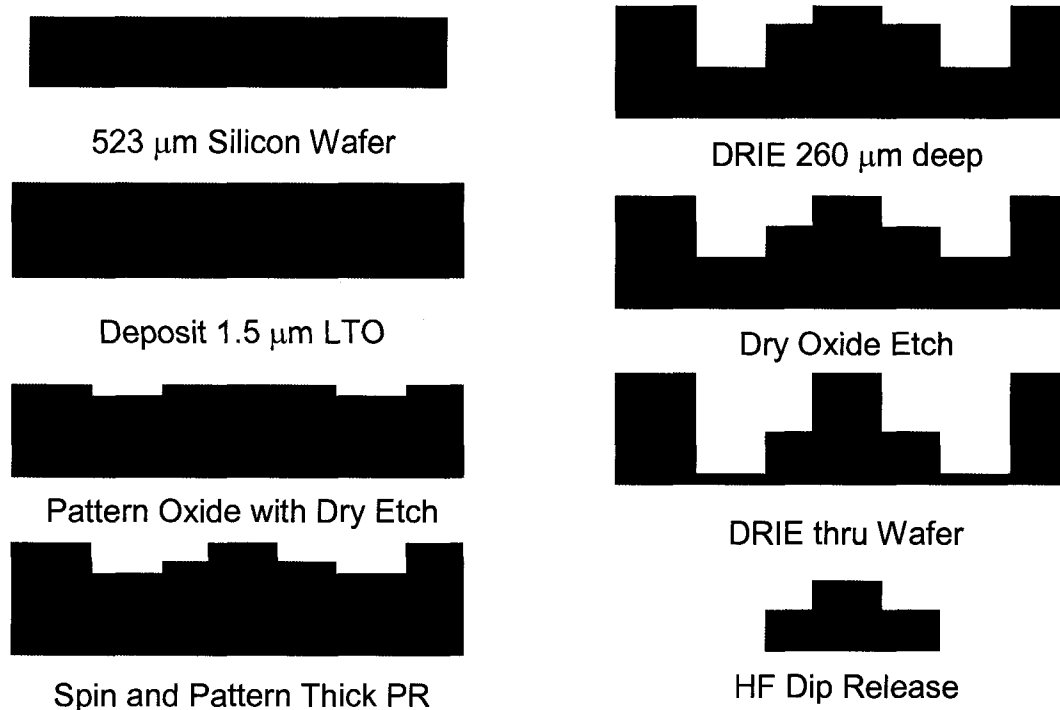 523 μm Silicon Wafer
Deposit 1.5 μm LTO
Pattern Oxide with Dry Etch
Spin and Pattern Thick PR
DRIE 260 μm deep
Dry Oxide Etch
DRIE thru Wafer
HF Dip Release